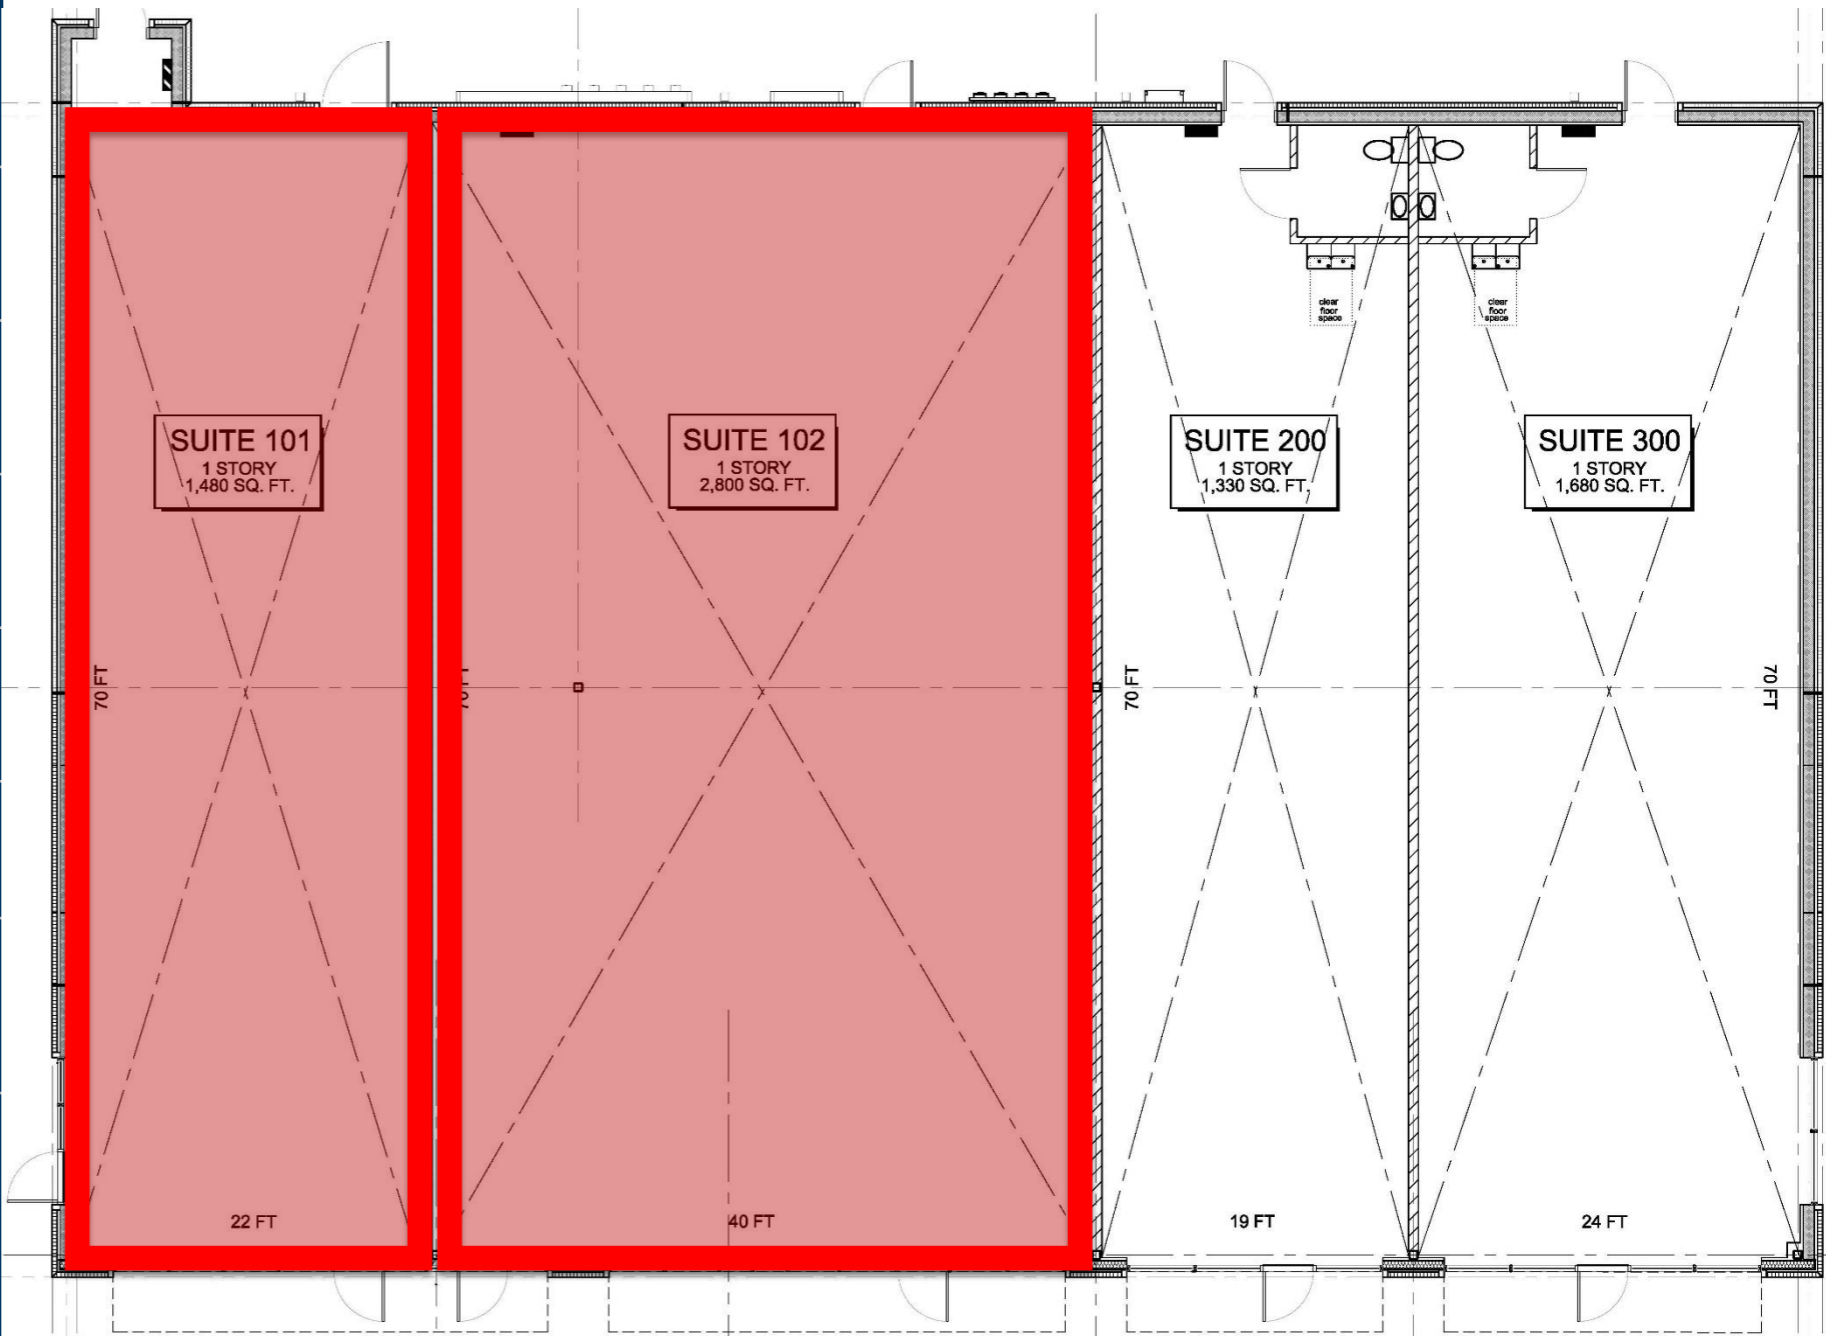 SUITE 101
1 STORY
1,480 SQ. FT.
SUITE 102
1 STORY
2,800 SQ. FT.
SUITE 200
1 STORY
1,330 SQ. FT.
SUITE 300
1 STORY
1,680 SQ. FT.
clear
floor
space
clear
floor
space
70 FT
70 FT
70 FT
70 FT
22 FT
40 FT
19 FT
24 FT